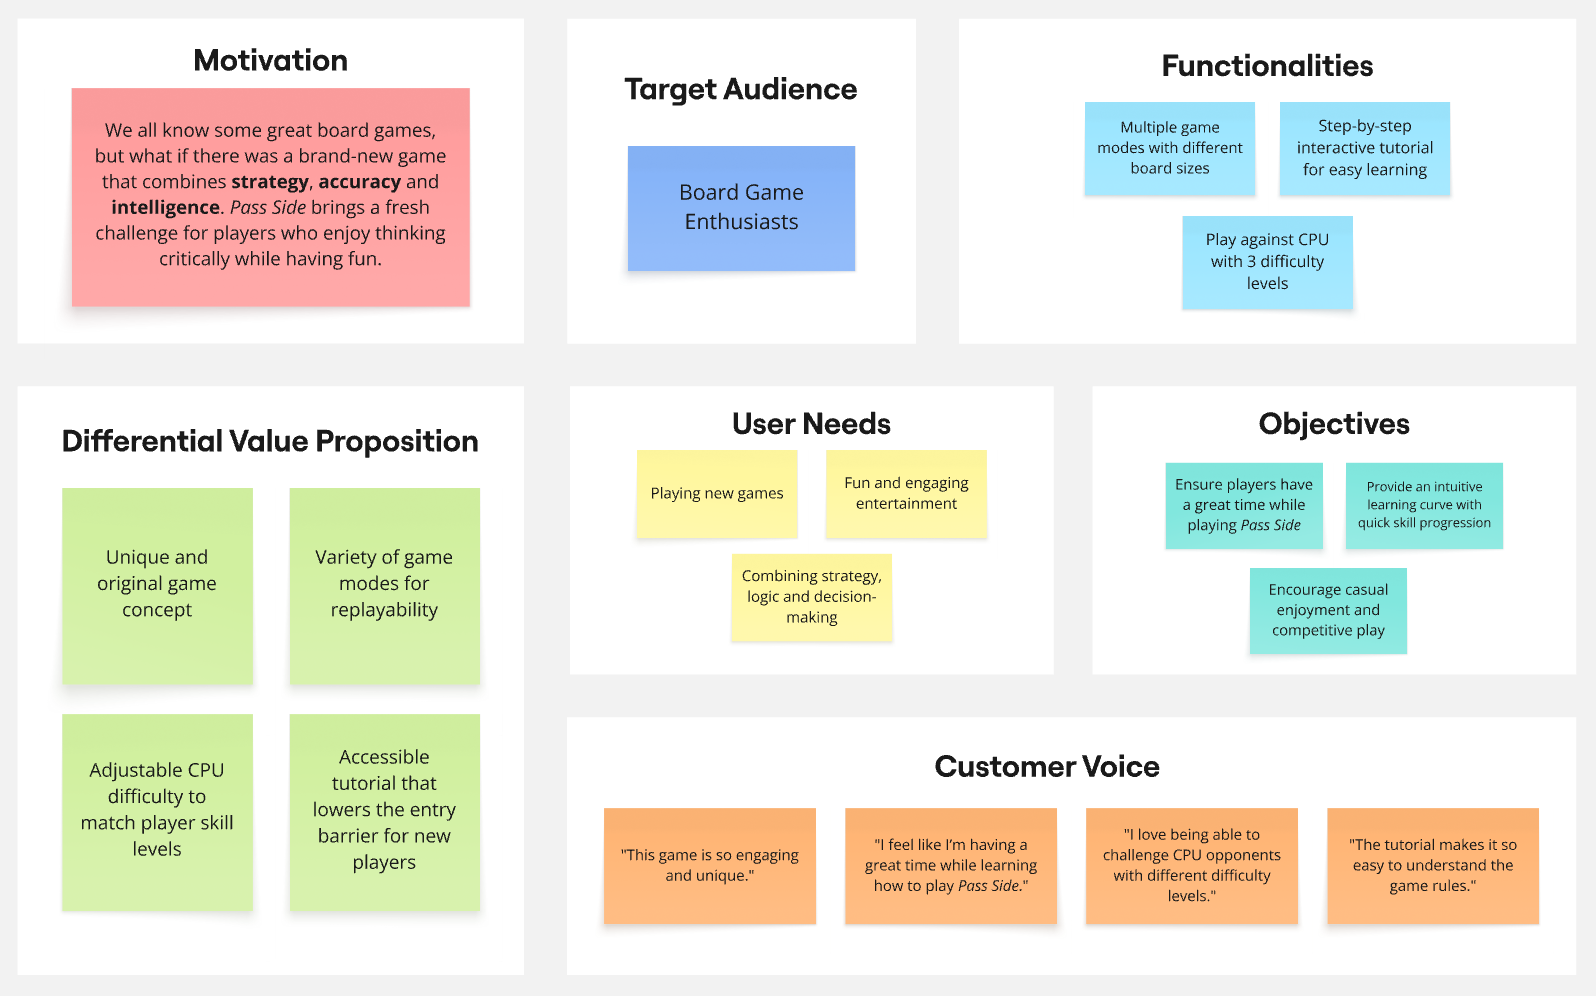 Motivation
We all know some great board games,
but what if there was a brand-new game
that combines strategy, accuracy and
intelligence. Pass Side brings a fresh
challenge for players who enjoy thinking
critically while having fun.
Target Audience
Board Game
Enthusiasts
Functionalities
Multiple game
modes with different
board sizes
Step-by-step
interactive tutorial
for easy learning
Play against CPU
with 3 difficulty
levels
Differential Value Proposition
Unique and
original game
concept
Variety of game
modes for
replayability
Adjustable CPU
difficulty to
match player skill
levels
Accessible
tutorial that
lowers the entry
barrier for new
players
User Needs
Playing new games
Fun and engaging
entertainment
Combining strategy,
logic and decision-
making
Objectives
Ensure players have
a great time while
playing Pass Side
Provide an intuitive
learning curve with
quick skill progression
Encourage casual
enjoyment and
competitive play
Customer Voice
"This game is so engaging
and unique."
"I feel like I'm having a
great time while learning
how to play Pass Side."
"I love being able to
challenge CPU opponents
with different difficulty
levels."
"The tutorial makes it so
easy to understand the
game rules."